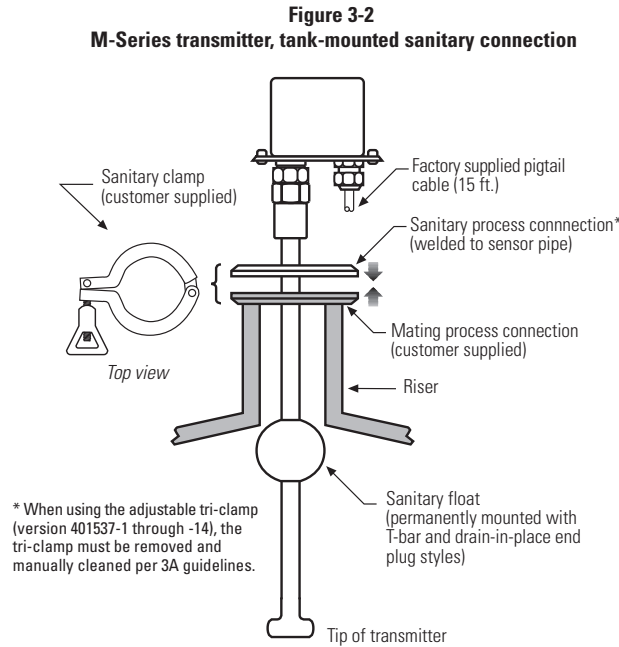 Figure 3-2
M-Series transmitter, tank-mounted sanitary connection
Sanitary clamp
(customer supplied)
Factory supplied pigtail
cable (15 ft.)
Sanitary process connnection*
(welded to sensor pipe)
Mating process connection
(customer supplied)
Top view
Riser
Sanitary float
(permanently mounted with
T-bar and drain-in-place end
plug styles)
* When using the adjustable tri-clamp
(version 401537-1 through -14), the
tri-clamp must be removed and
manually cleaned per 3A guidelines.
Tip of transmitter